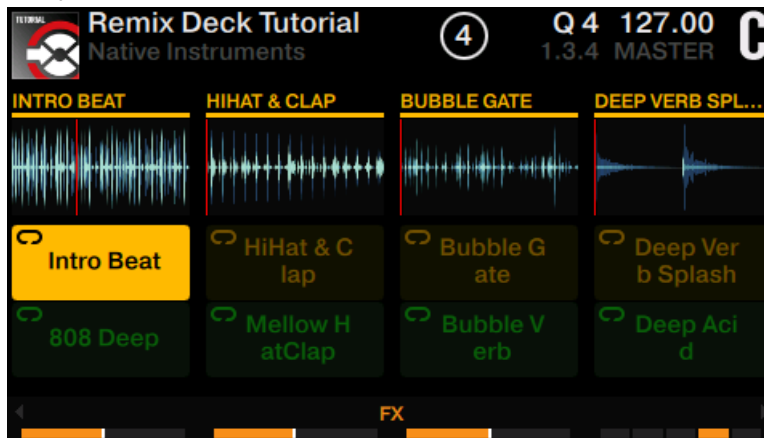 TUTORIAL
Remix Deck Tutorial
Native Instruments
4
Q 4 127.00
1.3.4 MASTER
C
INTRO BEAT
HIHAT & CLAP
BUBBLE GATE
DEEP VERB SPL...
Intro Beat
HiHat & C
lap
Bubble G
ate
Deep Ver
b Splash
808 Deep
Mellow H
atClap
Bubble V
erb
Deep Aci
d
FX